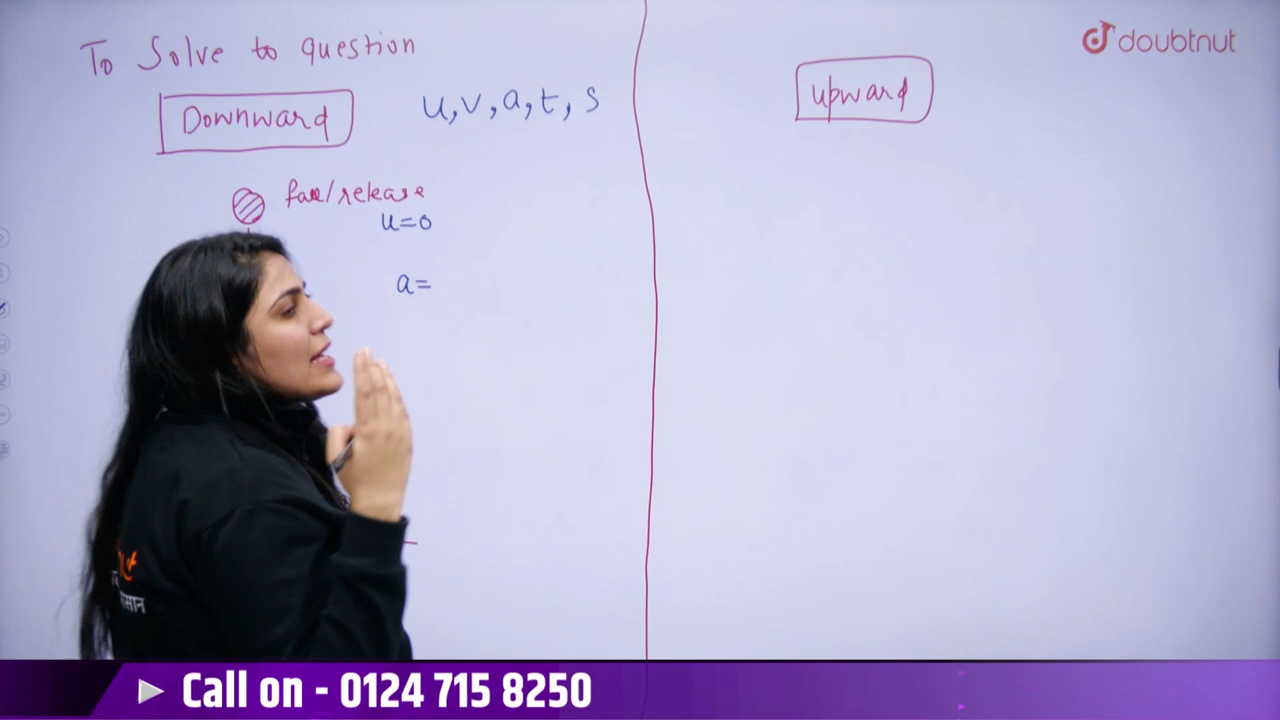 To Solve to question
Downward
u, v, a, t, s
fall/release
u=0
a=
upward
doubtnut
Call on - 0124 715 8250